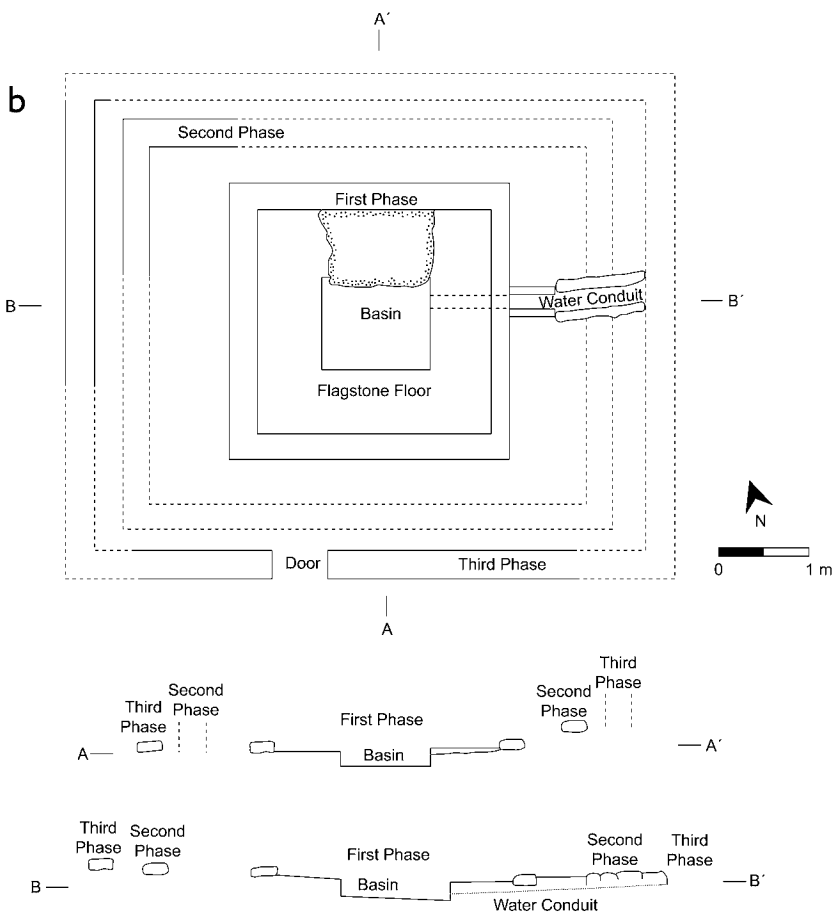 A´
b
Second Phase
First Phase
B
Water Conduit
B´
Basin
Flagstone Floor
N
Door
Third Phase
0 1 m
A
Third
Phase
Second
Phase
Third
Phase
Second
Phase
First Phase
A
Basin
A´
Third
Phase
Second
Phase
First Phase
Second
Phase
Third
Phase
B
Basin
B´
Water Conduit